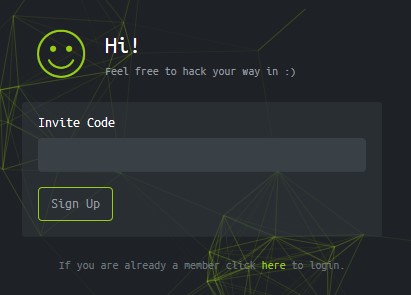 Hi!
Feel free to hack your way in :)
Invite Code
Sign Up
If you are already a member click here to login.